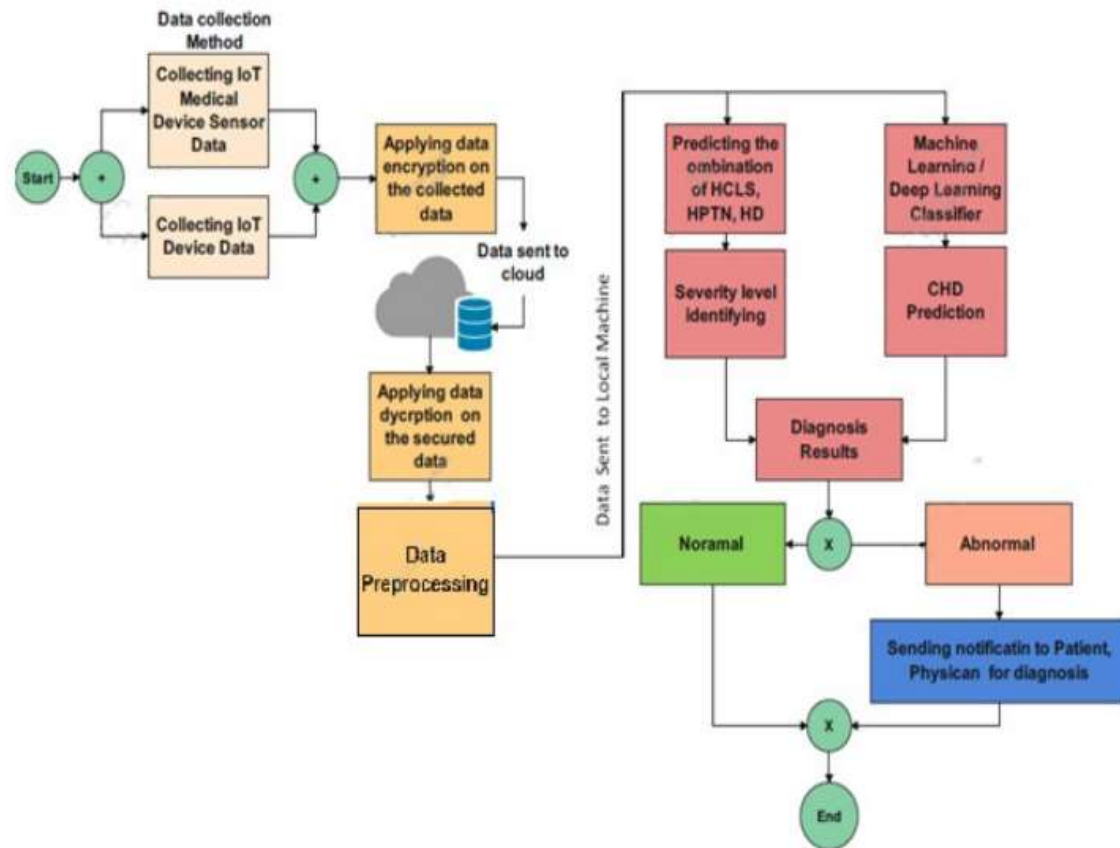 Data collection
Method
Collecting IoT
Medical
Device Sensor
Data
Start
+
+
Collecting IoT
Device Data
Applying data
encryption on
the collected
data
Data sent to
cloud
Applying data
dycrption on
the secured
data
Data
Preprocessing
Data Sent to Local Machine
Predicting the
ombination
of HCLS,
HPTN, HD
Machine
Learning /
Deep Learning
Classifier
Severity level
identifying
CHD
Prediction
Diagnosis
Results
Noramal
X
Abnormal
Sending notificatin to Patient,
Physican for diagnosis
X
End